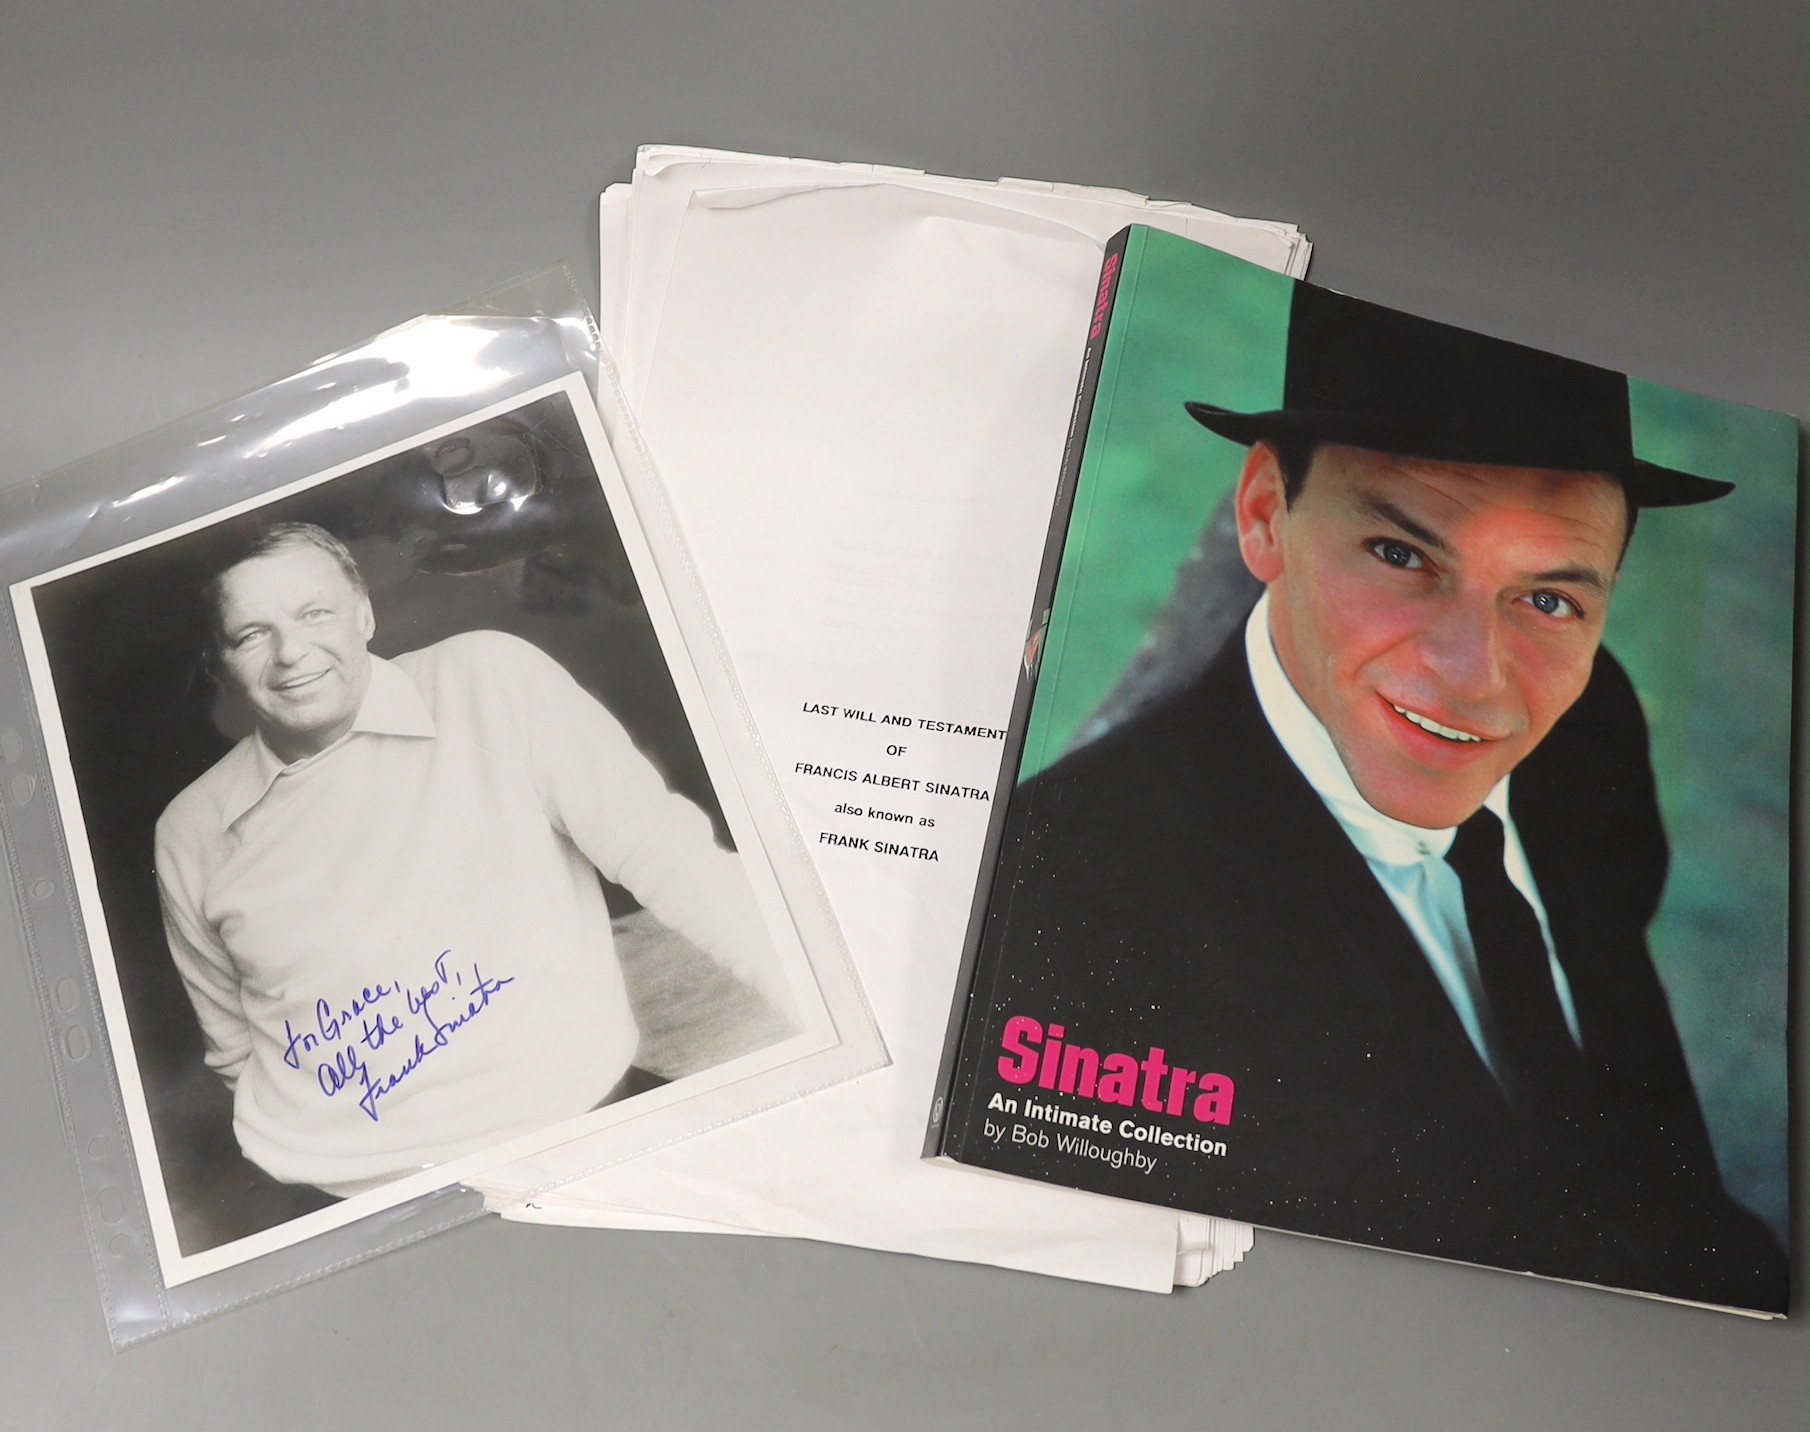 for Grace,
All the best,
Frank Sinatra
LAST WILL AND TESTAMENT
OF
FRANCIS ALBERT SINATRA
also known as
FRANK SINATRA
Sinatra
Sinatra
An Intimate Collection
by Bob Willoughby